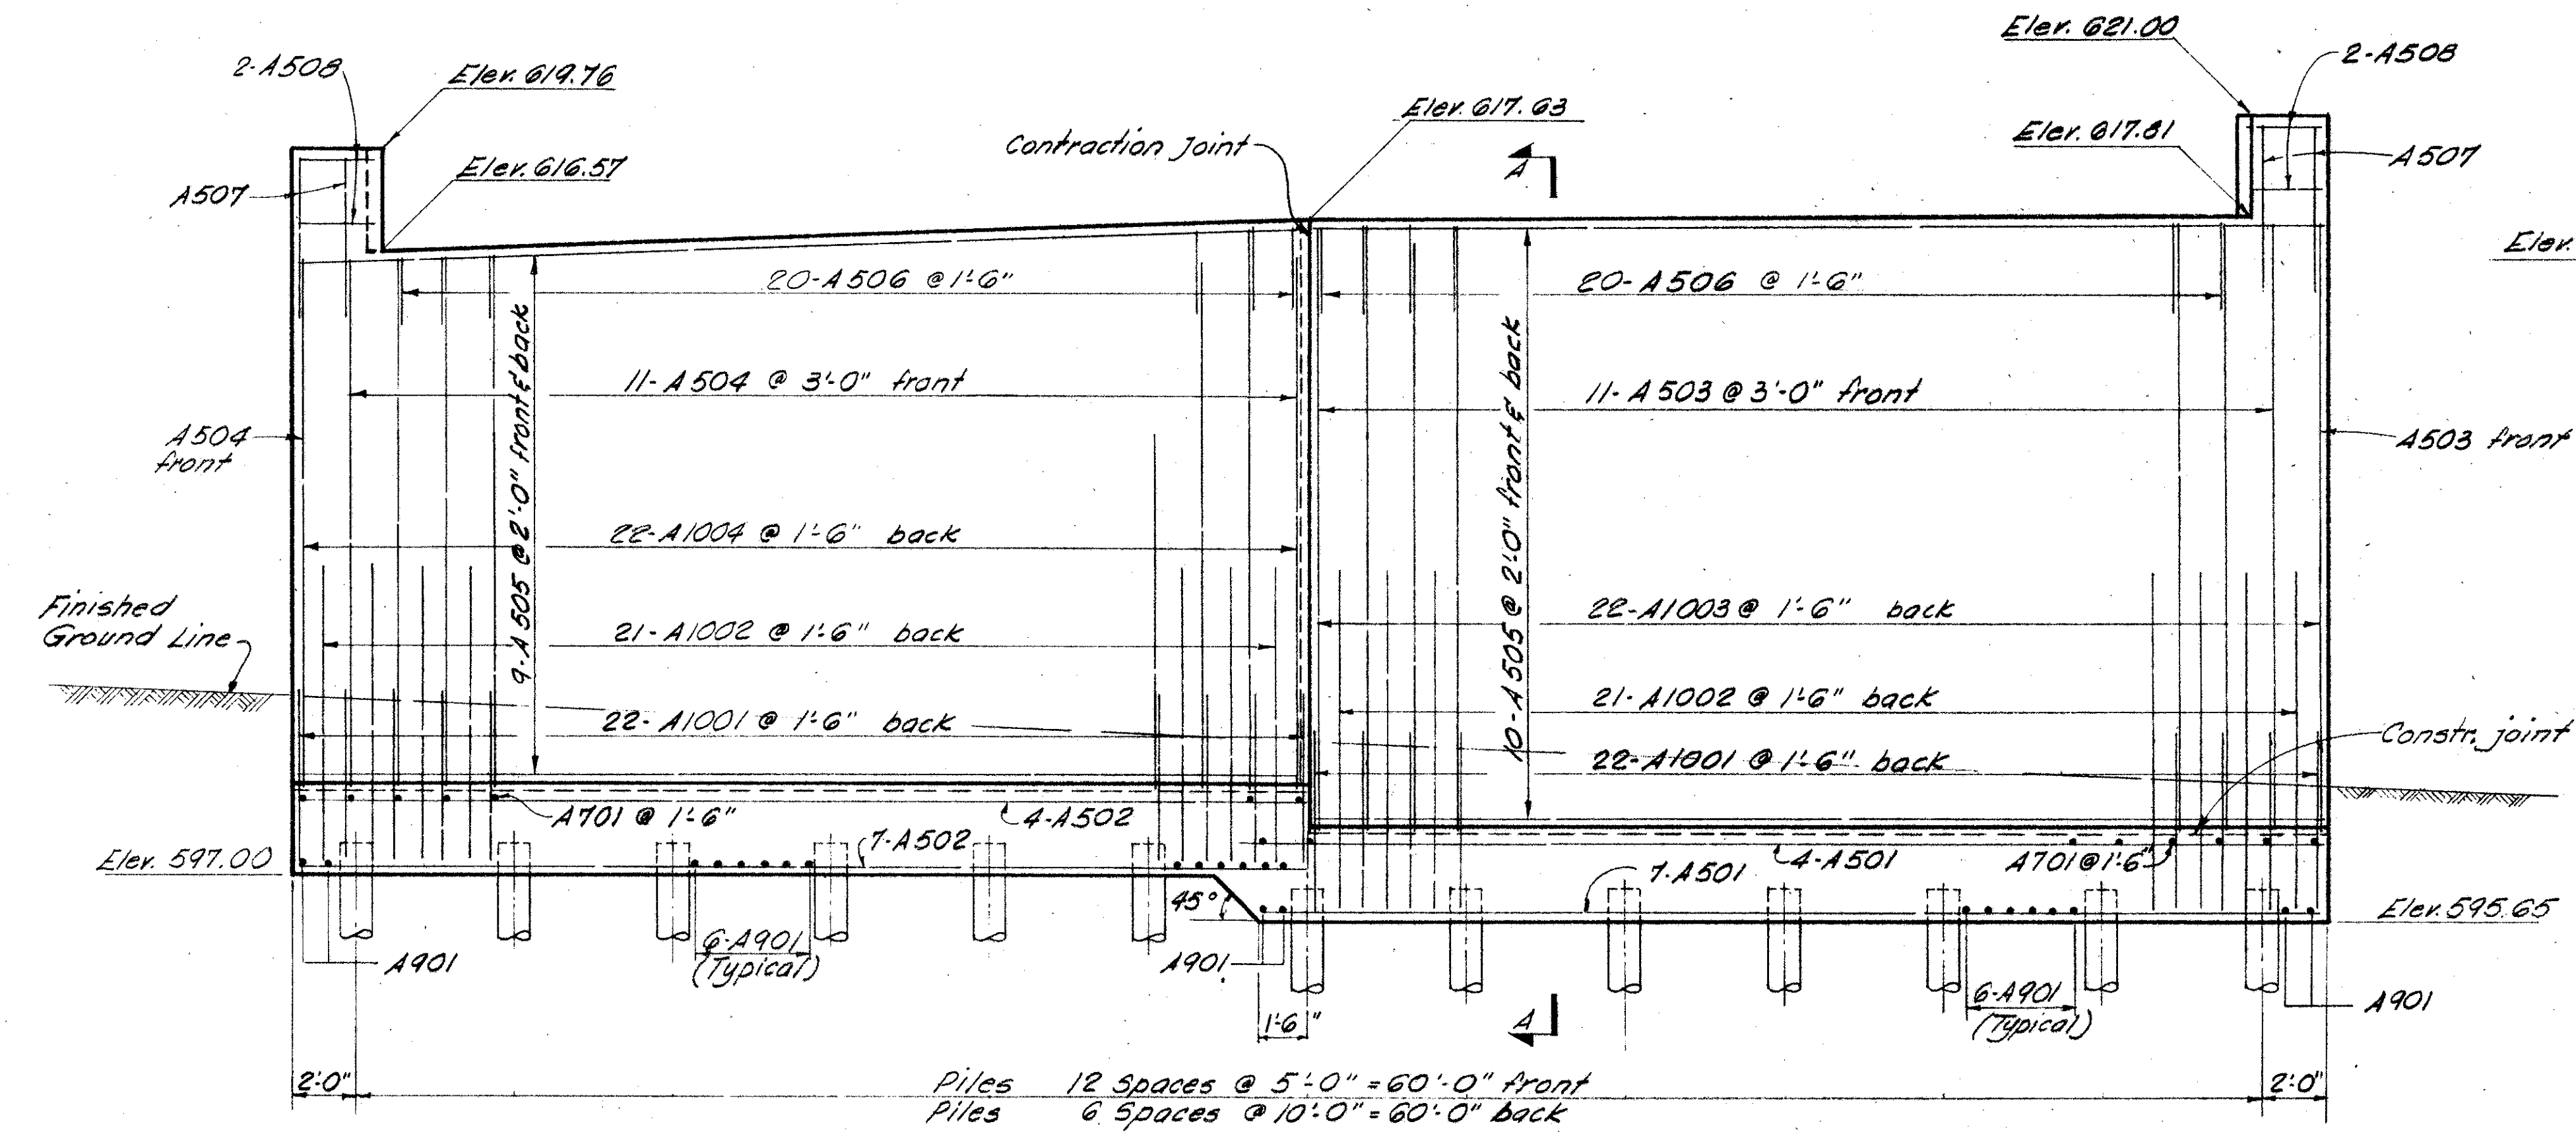 Elev. 621.00
2-A508
Elev. 619.76
2-A508
Elev. 617.63
Contraction Joint
A
Elev. 617.81
A507
Elev. 616.57
A507
Elev.
20-A506 @ 1'-6"
20-A506 @ 1'-6"
11-A504 @ 3'-0" front
11-A503 @ 3'-0" front
A504
front
A503 front
9-A505 @ 2'-0" front & back
10-A505 @ 2'-0" front & back
22-A1004 @ 1'-6" back
22-A1003 @ 1'-6" back
Finished
Ground Line
21-A1002 @ 1'-6" back
21-A1002 @ 1'-6" back
22-A1001 @ 1'-6" back
22-A1001 @ 1'-6" back
Constr. joint
A701 @ 1'-6"
4-A502
7-A502
Elev. 597.00
4-A501
A701@1'-6"
7-A501
45°
Elev. 595.65
6-A901
(Typical)
A901
A901
6-A901
(Typical)
A901
1'-6"
A
2'-0"
Piles 12 Spaces @ 5'-0" = 60'-0" front
2'-0"
Piles 6 Spaces @ 10'-0" = 60'-0" back